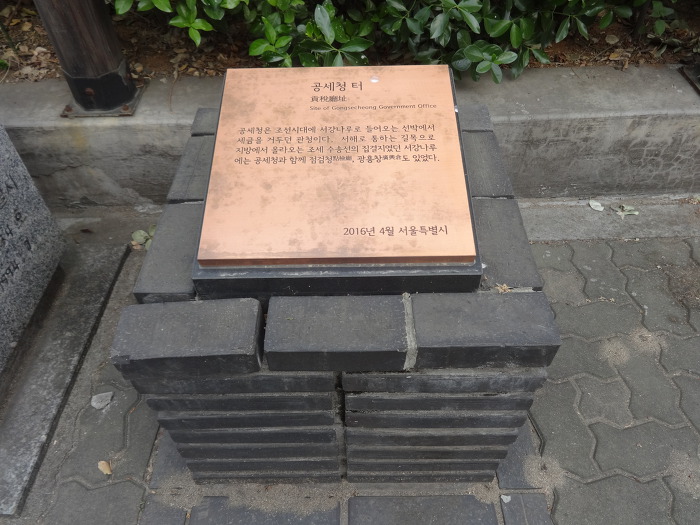 공세청 터
貢稅廳址
Site of Gongsecheong Government Office
공세청은 조선시대에 서강나루로 들어오는 선박에서
세금을 거두던 관청이다. 서해로 통하는 길목으로
지방에서 올라오는 조세 수송선의 집결지였던 서강나루
에는 공세청과 함께 점검청點檢廳, 광흥창廣興倉도 있었다.
2016년 4월 서울특별시